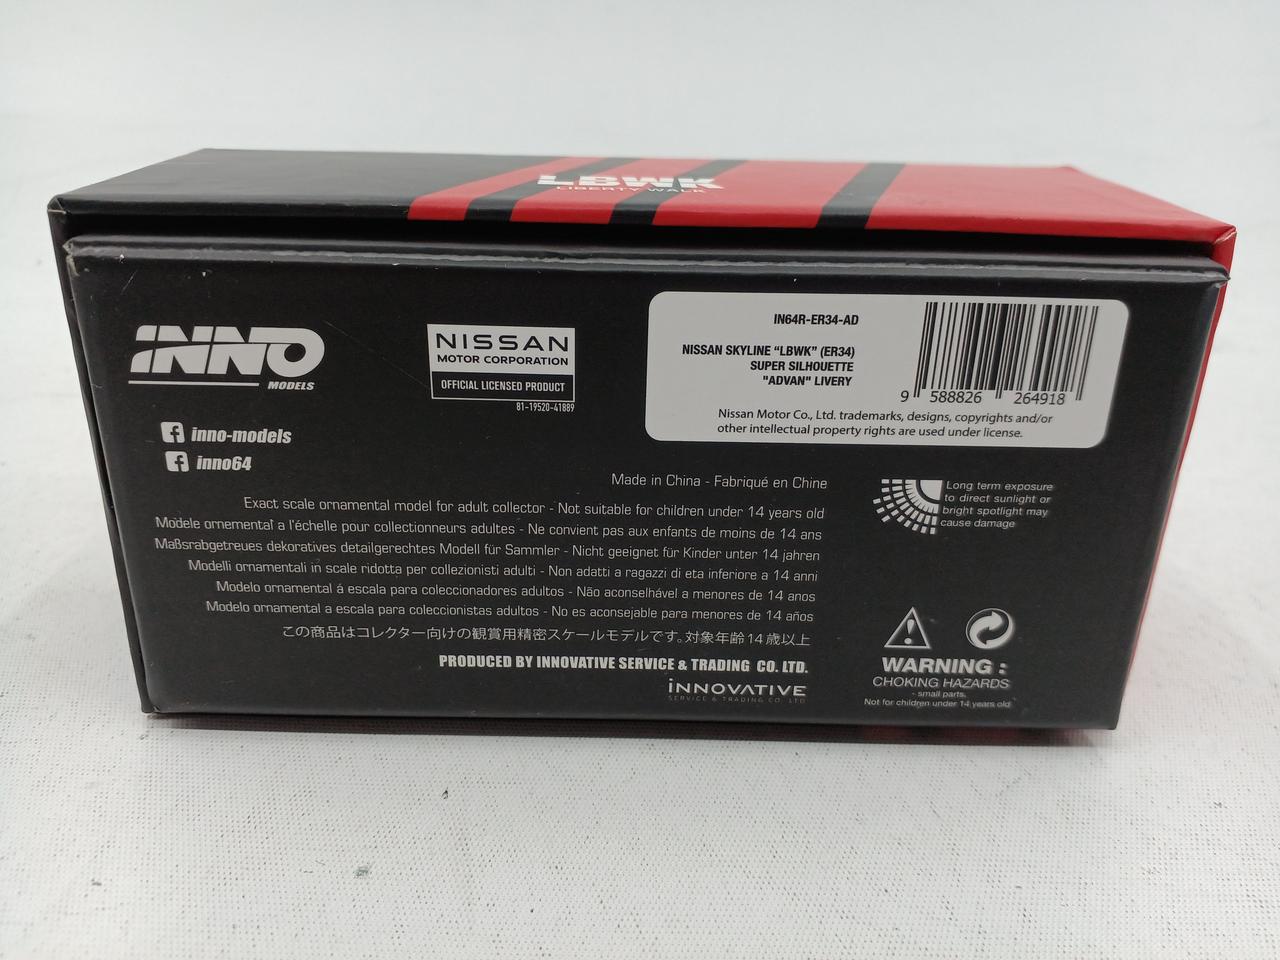 LBWK
LIBERTY WALK
INNO
MODELS
inno-models
inno64
NISSAN
MOTOR CORPORATION
OFFICIAL LICENSED PRODUCT
81-19520-41889
IN64R-ER34-AD
NISSAN SKYLINE “LBWK” (ER34)
SUPER SILHOUETTE
"ADVAN" LIVERY
9 588826 264918
Nissan Motor Co., Ltd. trademarks, designs, copyrights and/or
other intellectual property rights are used under license.
Made in China - Fabriqué en Chine
Exact scale ornamental model for adult collector - Not suitable for children under 14 years old
Modele ornemental a l'échelle pour collectionneurs adultes - Ne convient pas aux enfants de moins de 14 ans
Maßsrabgetreues dekoratives detailgerechtes Modell für Sammler - Nicht geeignet für Kinder unter 14 jahren
Modelli ornamentali in scale ridotta per collezionisti adulti - Non adatti a ragazzi di eta inferiore a 14 anni
Modelo ornamental á escala para coleccionadores adultos - Não aconselhável a menores de 14 anos
Modelo ornamental a escala para coleccionistas adultos - No es aconsejable para menores de 14 años
この商品はコレクター向けの観賞用精密スケールモデルです。対象年齢14歳以上
PRODUCED BY INNOVATIVE SERVICE & TRADING CO. LTD.
INNOVATIVE
SERVICE & TRADING CO. LTD
Long term exposure
to direct sunlight or
bright spotlight may
cause damage
WARNING :
CHOKING HAZARDS
- small parts.
Not for children under 14 years old